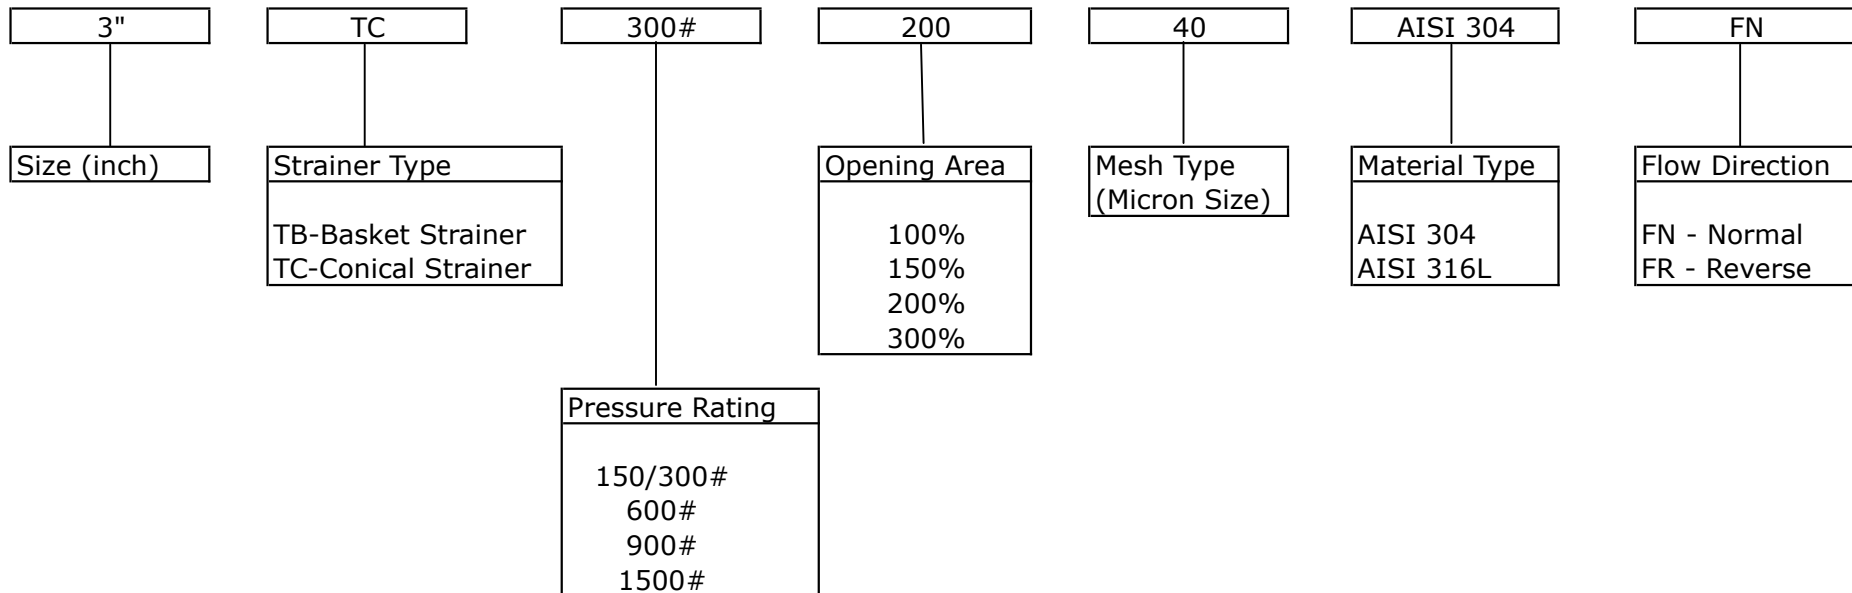 3" TC 300# 200 40 AISI 304 FN
Size (inch)
Strainer Type
TB-Basket Strainer
TC-Conical Strainer
Opening Area
100%
150%
200%
300%
Mesh Type
(Micron Size)
Material Type
AISI 304
AISI 316L
Flow Direction
FN - Normal
FR - Reverse
Pressure Rating
150/300#
600#
900#
1500#